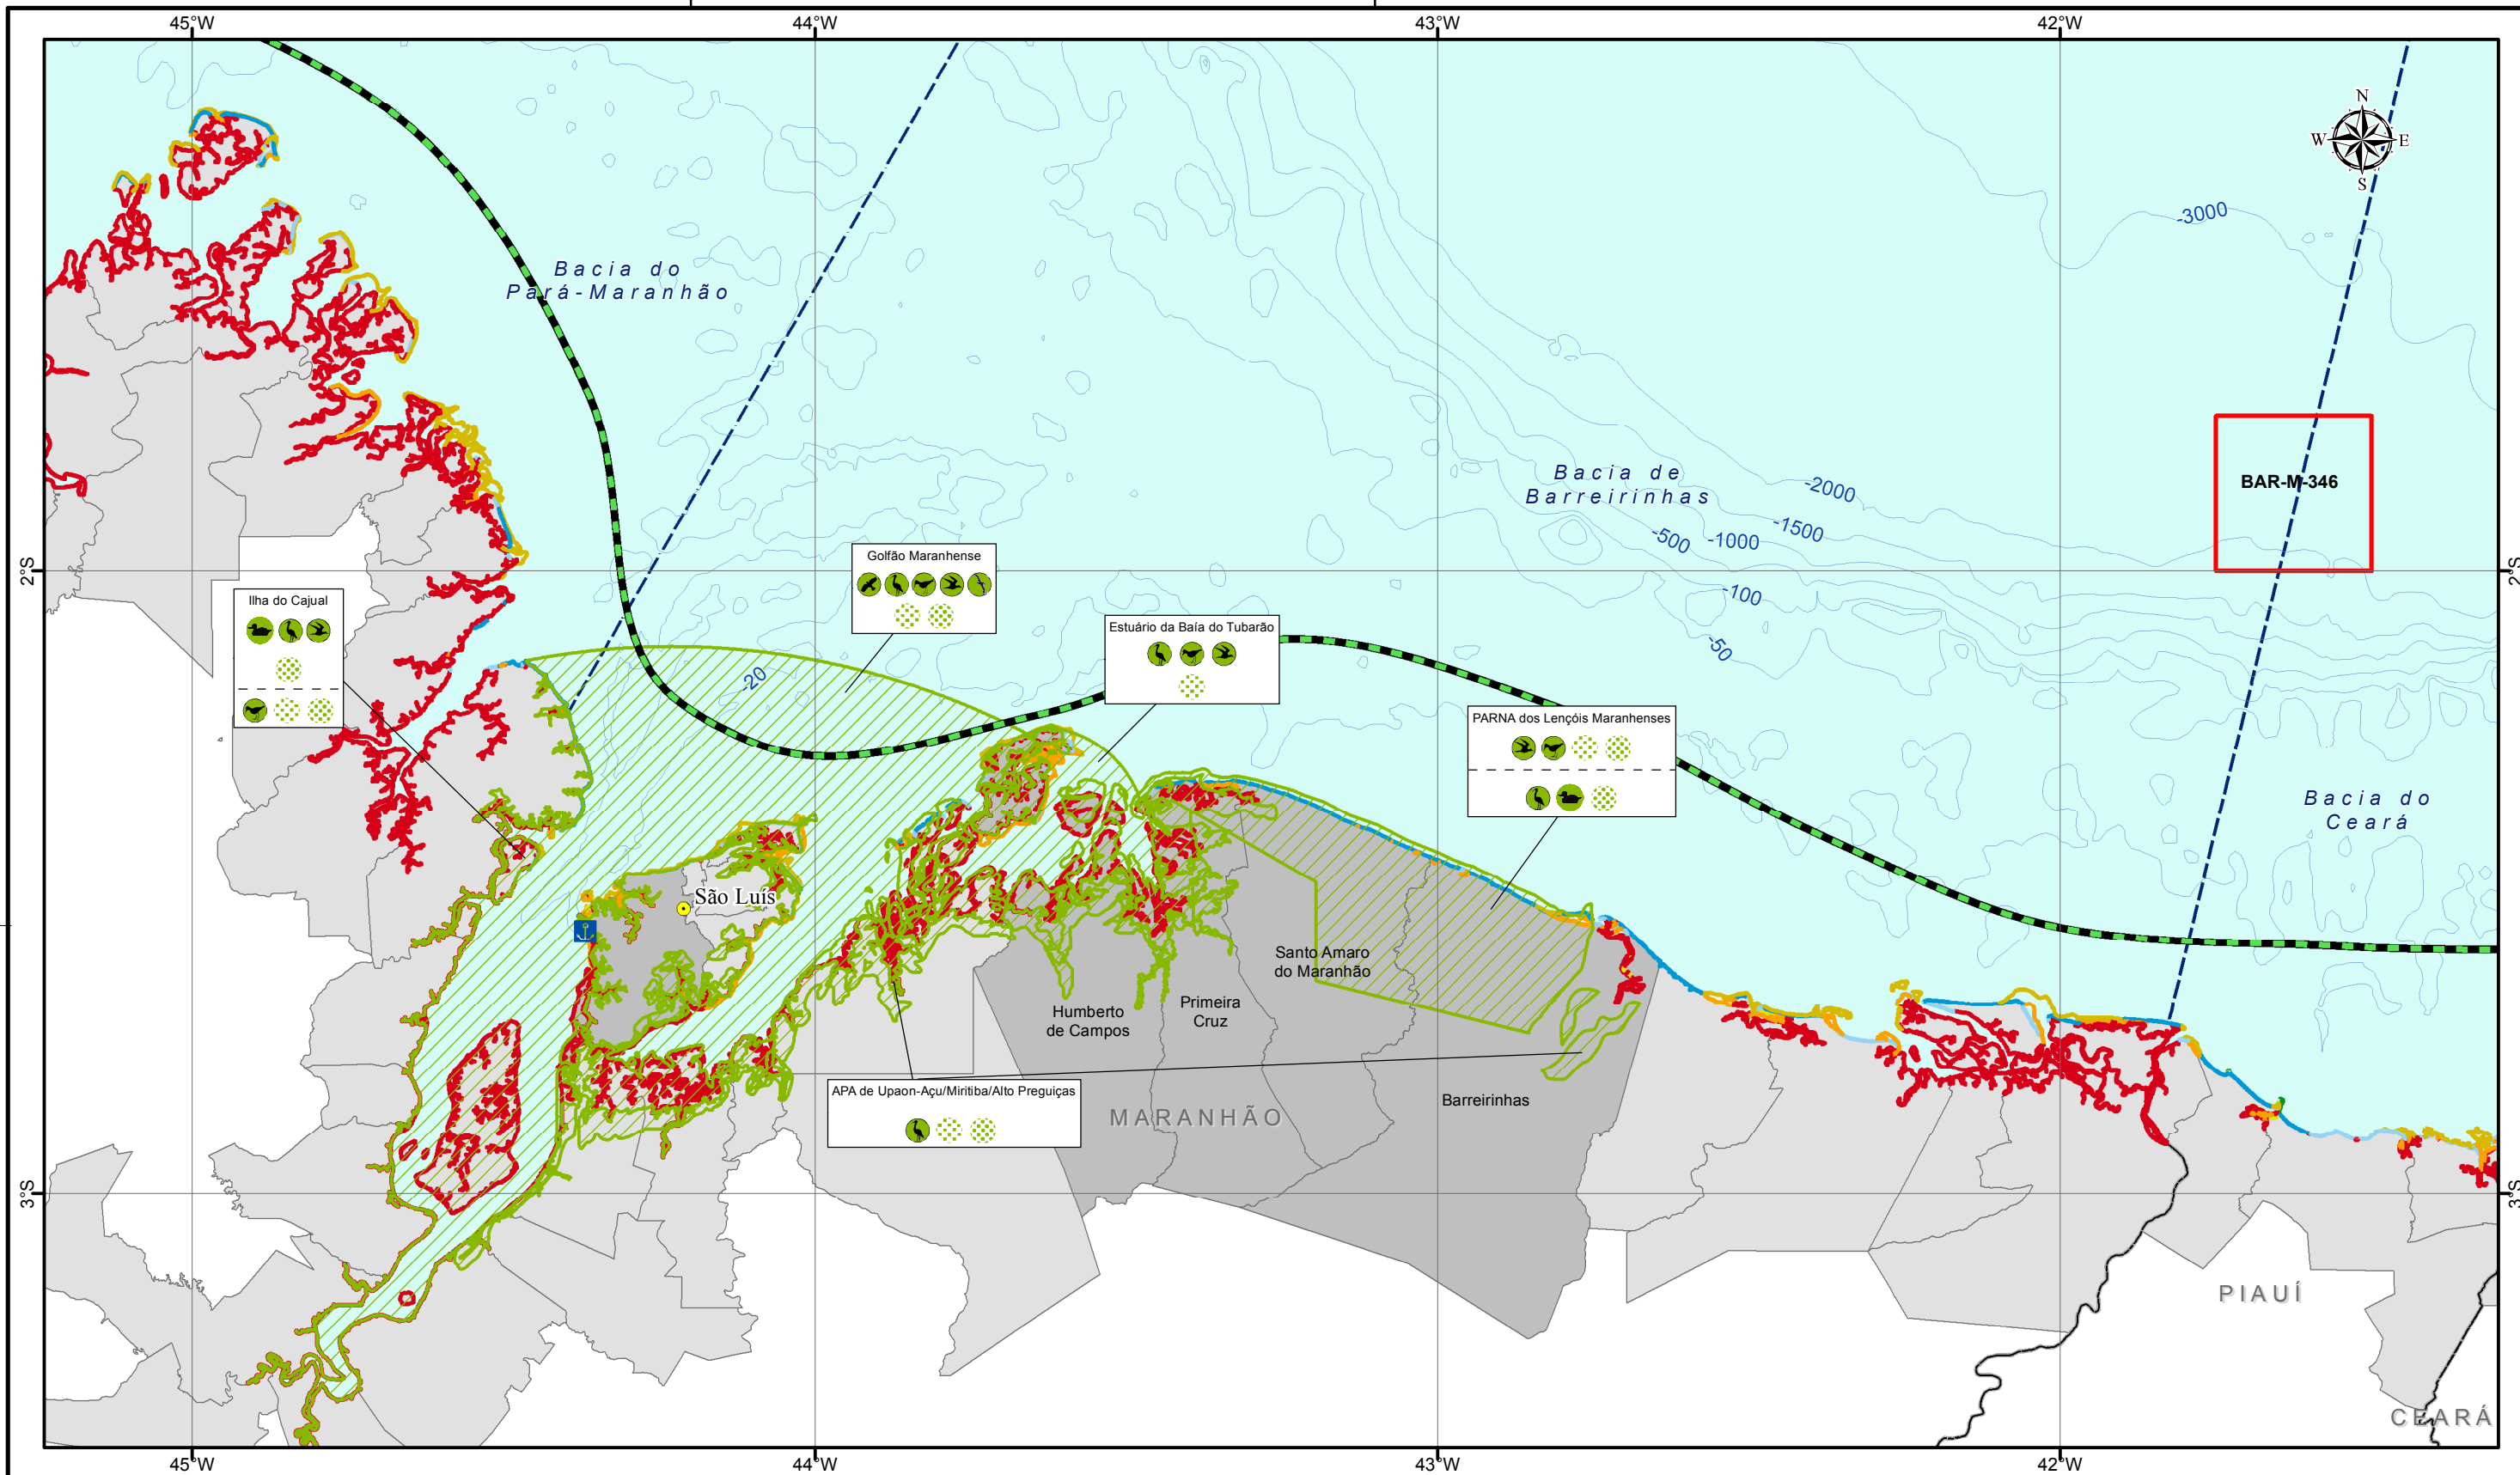 45°W
44°W
43°W
42°W
N
W
E
S
-3000
Bacia do
Pará-Maranhão
Bacia de
Barreirinhas
-2000
-1500
-1000
-500
-100
-50
-20
BAR-M-346
2°S
2°S
Golfão Maranhense
Ilha do Cajual
Estuário da Baía do Tubarão
PARNA dos Lençóis Maranhenses
Bacia do
Ceará
São Luís
Santo Amaro
do Maranhão
Primeira
Cruz
Humberto
de Campos
APA de Upaon-Açu/Miritiba/Alto Preguiças
Barreirinhas
MARANHÃO
3°S
3°S
PIAUÍ
CEARÁ
45°W
44°W
43°W
42°W